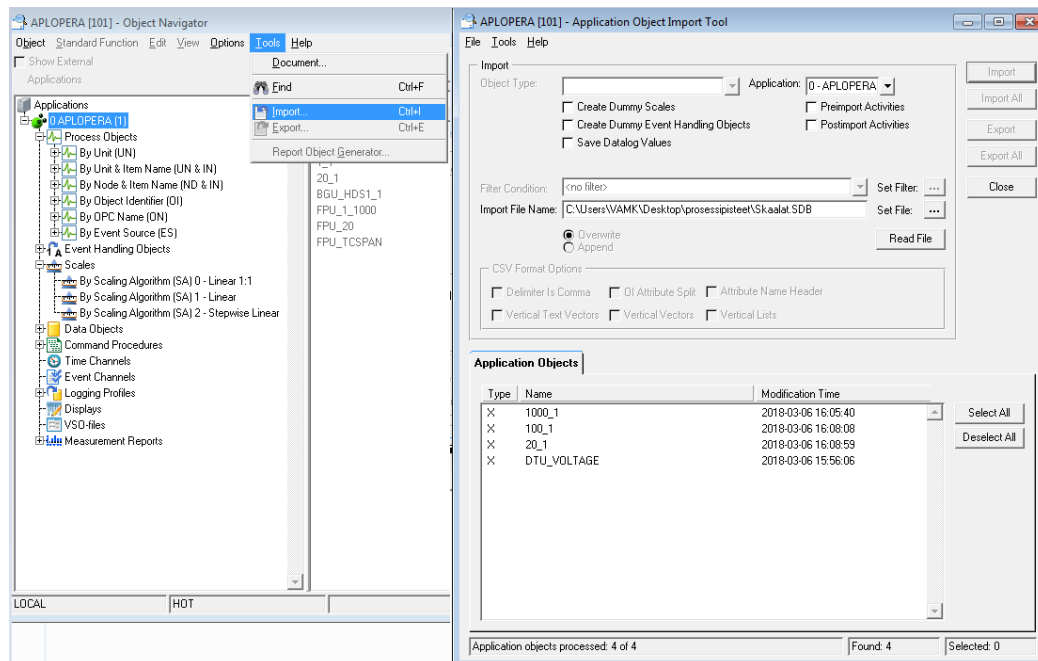 APLOPERA [101] - Object Navigator
Object Standard Function Edit View Options Tools Help
Show External
Applications
Document...
Find Ctrl+F
Import... Ctrl+I
Export... Ctrl+E
Report Object Generator...
Applications
0 APLOPERA (1)
Process Objects
By Unit (UN)
By Unit & Item Name (UN & IN)
By Node & Item Name (ND & IN)
By Object Identifier (OI)
By OPC Name (ON)
By Event Source (ES)
Event Handling Objects
Scales
By Scaling Algorithm (SA) 0 - Linear 1:1
By Scaling Algorithm (SA) 1 - Linear
By Scaling Algorithm (SA) 2 - Stepwise Linear
Data Objects
Command Procedures
Time Channels
Event Channels
Logging Profiles
Displays
VSO-files
Measurement Reports
20_1
BGU_HDS1_1
FPU_1_1000
FPU_20
FPU_TCSPAN
LOCAL HOT
APLOPERA [101] - Application Object Import Tool
File Tools Help
Import
Object Type: Application: 0 - APLOPERA
Create Dummy Scales Preimport Activities
Create Dummy Event Handling Objects Postimport Activities
Save Datalog Values
Filter Condition: <no filter> Set Filter: ...
Import File Name: C:\Users\VAMK\Desktop\prosessipisteet\Skaalat.SDB Set File: ...
Overwrite
Append
Read File
CSV Format Options
Delimiter Is Comma OI Attribute Split Attribute Name Header
Vertical Text Vectors Vertical Vectors Vertical Lists
Import
Import All
Export
Export All
Close
Application Objects
Type Name Modification Time
X 1000_1 2018-03-06 16:05:40
X 100_1 2018-03-06 16:08:08
X 20_1 2018-03-06 16:08:59
X DTU_VOLTAGE 2018-03-06 15:56:06
Select All
Deselect All
Application objects processed: 4 of 4 Found: 4 Selected: 0